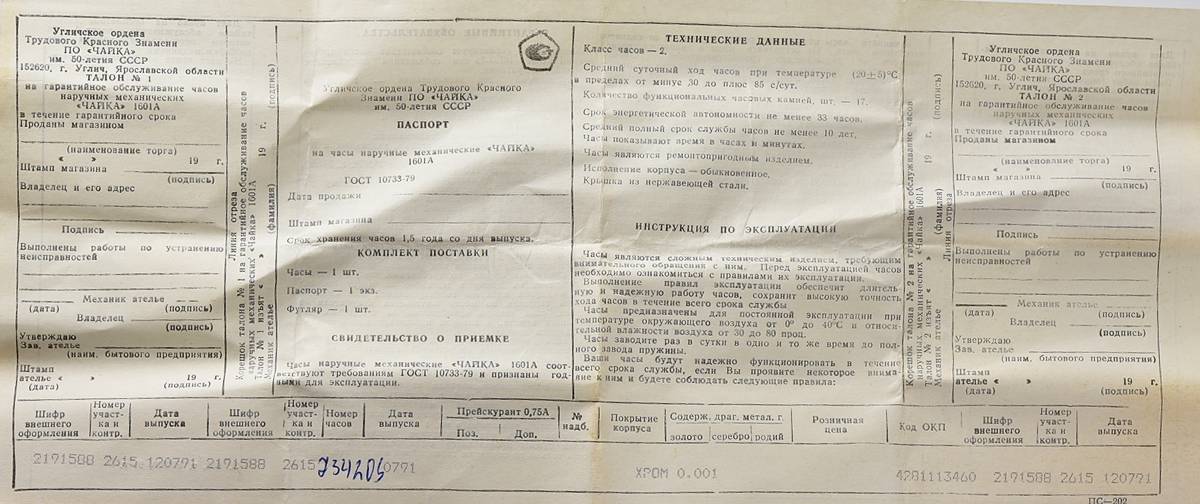 Угличское ордена
Трудового Красного Знамени
ПО «ЧАЙКА»
им. 50-летия СССР
152620, г. Углич, Ярославской области
ТАЛОН № 1
на гарантийное обслуживание часов
наручных механических
«ЧАЙКА» 1601А
в течение гарантийного срока
Проданы магазином
(наименование торга)
« » 19 г.
Штамп магазина
(подпись)
Владелец и его адрес
Подпись
Выполнены работы по устранению
неисправностей
Механик ателье
(дата) (подпись)
Владелец
(подпись)
Утверждаю
Зав. ателье
(наим. бытового предприятия)
Штамп
ателье « » 19 г.
(дата) (подпись)
Корешок талона № 1 на гарантийное обслуживание часов
наручных механических «Чайка» 1601А
Талон № 1 изъят « » 19 г.
Механик ателье (фамилия) (подпись)
Линия отреза
Угличское ордена Трудового Красного
Знамени ПО «ЧАЙКА»
им. 50-летия СССР
ПАСПОРТ
на часы наручные механические «ЧАЙКА»
1601А
ГОСТ 10733-79
Дата продажи
Штамп магазина
Срок хранения часов 1,5 года со дня выпуска.
КОМПЛЕКТ ПОСТАВКИ
Часы — 1 шт.
Паспорт — 1 экз.
Футляр — 1 шт.
СВИДЕТЕЛЬСТВО О ПРИЕМКЕ
Часы наручные механические «ЧАЙКА» 1601А соот-
ветствуют требованиям ГОСТ 10733-79 и признаны год-
ными для эксплуатации.
ТЕХНИЧЕСКИЕ ДАННЫЕ
Класс часов — 2.
Средний суточный ход часов при температуре (20±5)°С
в пределах от минус 30 до плюс 85 с/сут.
Количество функциональных часовых камней, шт. — 17.
Срок энергетической автономности не менее 33 часов.
Средний полный срок службы часов не менее 10 лет.
Часы показывают время в часах и минутах.
Часы являются ремонтопригодным изделием.
Исполнение корпуса — обыкновенное.
Крышка из нержавеющей стали.
ИНСТРУКЦИЯ ПО ЭКСПЛУАТАЦИИ
Часы являются сложным техническим изделием, требующим
внимательного обращения с ним. Перед эксплуатацией часов
необходимо ознакомиться с правилами их эксплуатации.
Выполнение правил эксплуатации обеспечит длитель-
ную и надежную работу часов, сохранит высокую точность
хода часов в течение всего срока службы.
Часы предназначены для постоянной эксплуатации при
температуре окружающего воздуха от 0° до 40°С и относи-
тельной влажности воздуха от 30 до 80 проц.
Часы заводите раз в сутки в одно и то же время до пол-
ного завода пружины.
Ваши часы будут надежно функционировать в течение
всего срока службы, если Вы проявите некоторое внима-
ние к ним и будете соблюдать следующие правила:
Корешок талона № 2 на гарантийное обслуживание часов
наручных механических «Чайка» 1601А
Талон № 2 изъят « » 19 г.
Механик ателье (фамилия) (подпись)
Линия отреза
Угличское ордена
Трудового Красного Знамени
ПО «ЧАЙКА»
им. 50-летия СССР
152620, г. Углич, Ярославской области
ТАЛОН № 2
на гарантийное обслуживание часов
наручных механических
«ЧАЙКА» 1601А
в течение гарантийного срока
Проданы магазином
(наименование торга)
« » 19 г.
Штамп магазина
(подпись)
Владелец и его адрес
Подпись
Выполнены работы по устранению
неисправностей
Механик ателье
(дата) (подпись)
Владелец
(подпись)
Утверждаю
Зав. ателье
(наим. бытового предприятия)
Штамп
ателье « » 19 г.
(дата) (подпись)
Шифр внешнего оформления
Номер участ-ка и контр.
Дата выпуска
Шифр внешнего оформления
Номер участ-ка и контр.
Номер часов
Дата выпуска
Прейскурант 0,75А
Поз. Доп.
№ надб.
Покрытие корпуса
Содерж. драг. метал. г.
золото серебро родий
Розничная цена
Код ОКП
Шифр внешнего оформления
Номер участ-ка и контр.
Дата выпуска
2191588 2615 120791 2191588 2615 734205 0791 ХРОМ 0.001 4281113460 2191588 2615 120791
ПС—202